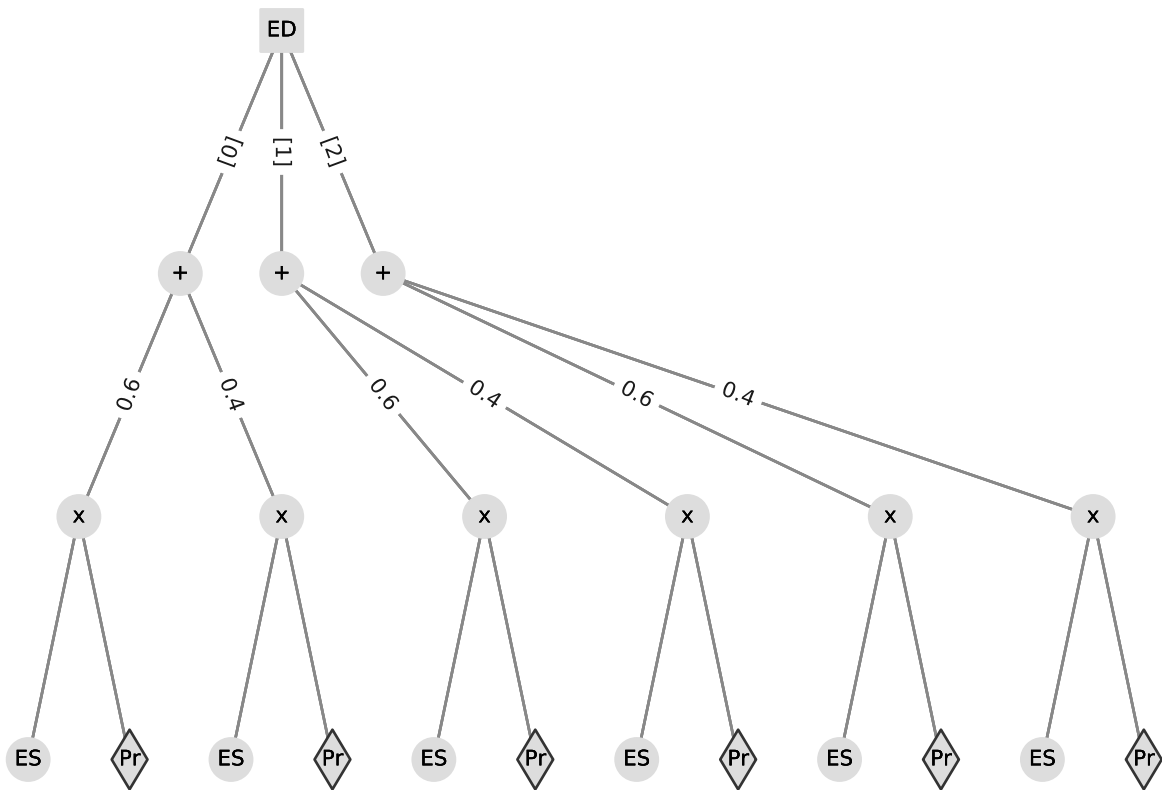 ED
[0] [1] [2]
+ + +
0.6 0.4 0.6 0.4 0.6 0.4
x x x x x x
ES Pr ES Pr ES Pr ES Pr ES Pr ES Pr